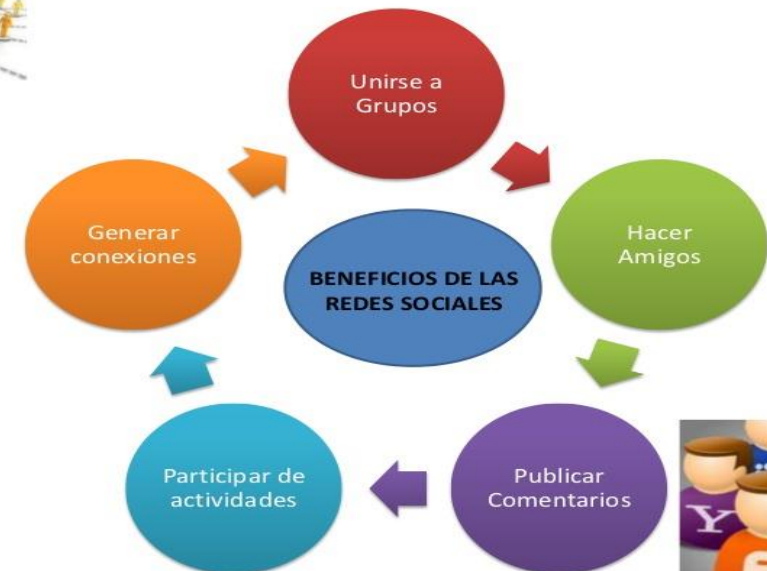 Unirse a
Grupos
Hacer
Amigos
Publicar
Comentarios
Participar de
actividades
Generar
conexiones
BENEFICIOS DE LAS
REDES SOCIALES
Y